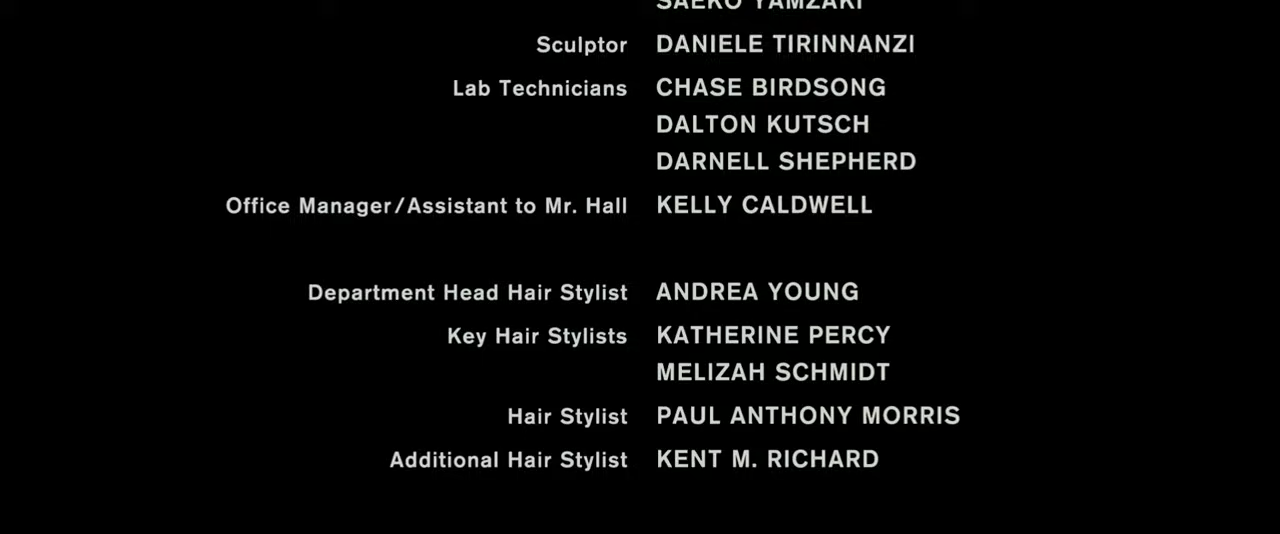 SAEKO YAMZAKI
Sculptor DANIELE TIRINNANZI
Lab Technicians CHASE BIRDSONG
DALTON KUTSCH
DARNELL SHEPHERD
Office Manager/Assistant to Mr. Hall KELLY CALDWELL
Department Head Hair Stylist ANDREA YOUNG
Key Hair Stylists KATHERINE PERCY
MELIZAH SCHMIDT
Hair Stylist PAUL ANTHONY MORRIS
Additional Hair Stylist KENT M. RICHARD